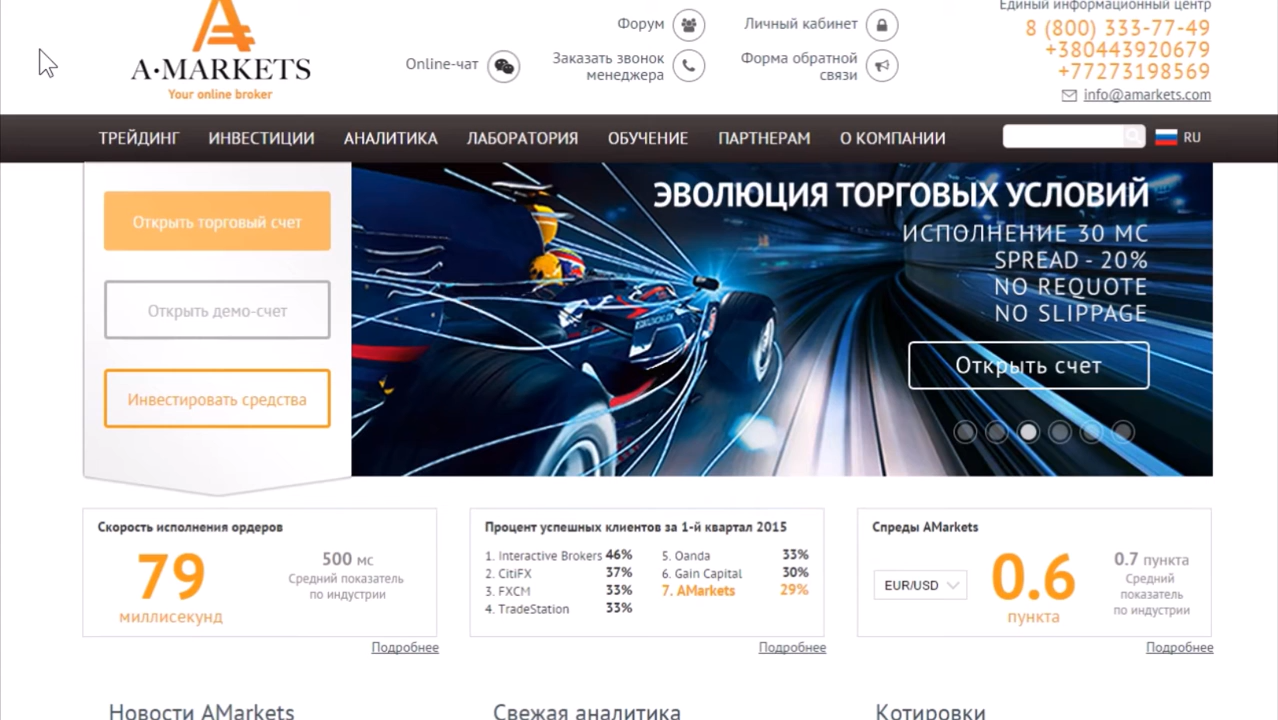 Единый информационный центр
Форум
Личный кабинет
8 (800) 333-77-49
+380443920679
+77273198569
Online-чат
Заказать звонок
менеджера
Форма обратной
связи
info@amarkets.com
A·MARKETS
Your online broker
ТРЕЙДИНГ ИНВЕСТИЦИИ АНАЛИТИКА ЛАБОРАТОРИЯ ОБУЧЕНИЕ ПАРТНЕРАМ О КОМПАНИИ RU
Открыть торговый счет
Открыть демо-счет
Инвестировать средства
ЭВОЛЮЦИЯ ТОРГОВЫХ УСЛОВИЙ
ИСПОЛНЕНИЕ 30 МС
SPREAD - 20%
NO REQUOTE
NO SLIPPAGE
Открыть счет
Скорость исполнения ордеров
79
миллисекунд
500 мс
Средний показатель
по индустрии
Подробнее
Процент успешных клиентов за 1-й квартал 2015
1. Interactive Brokers 46%
2. CitiFX 37%
3. FXCM 33%
4. TradeStation 33%
5. Oanda 33%
6. Gain Capital 30%
7. AMarkets 29%
Подробнее
Спреды AMarkets
EUR/USD
0.6
пункта
0.7 пункта
Средний
показатель
по индустрии
Подробнее
Новости AMarkets
Свежая аналитика
Котировки